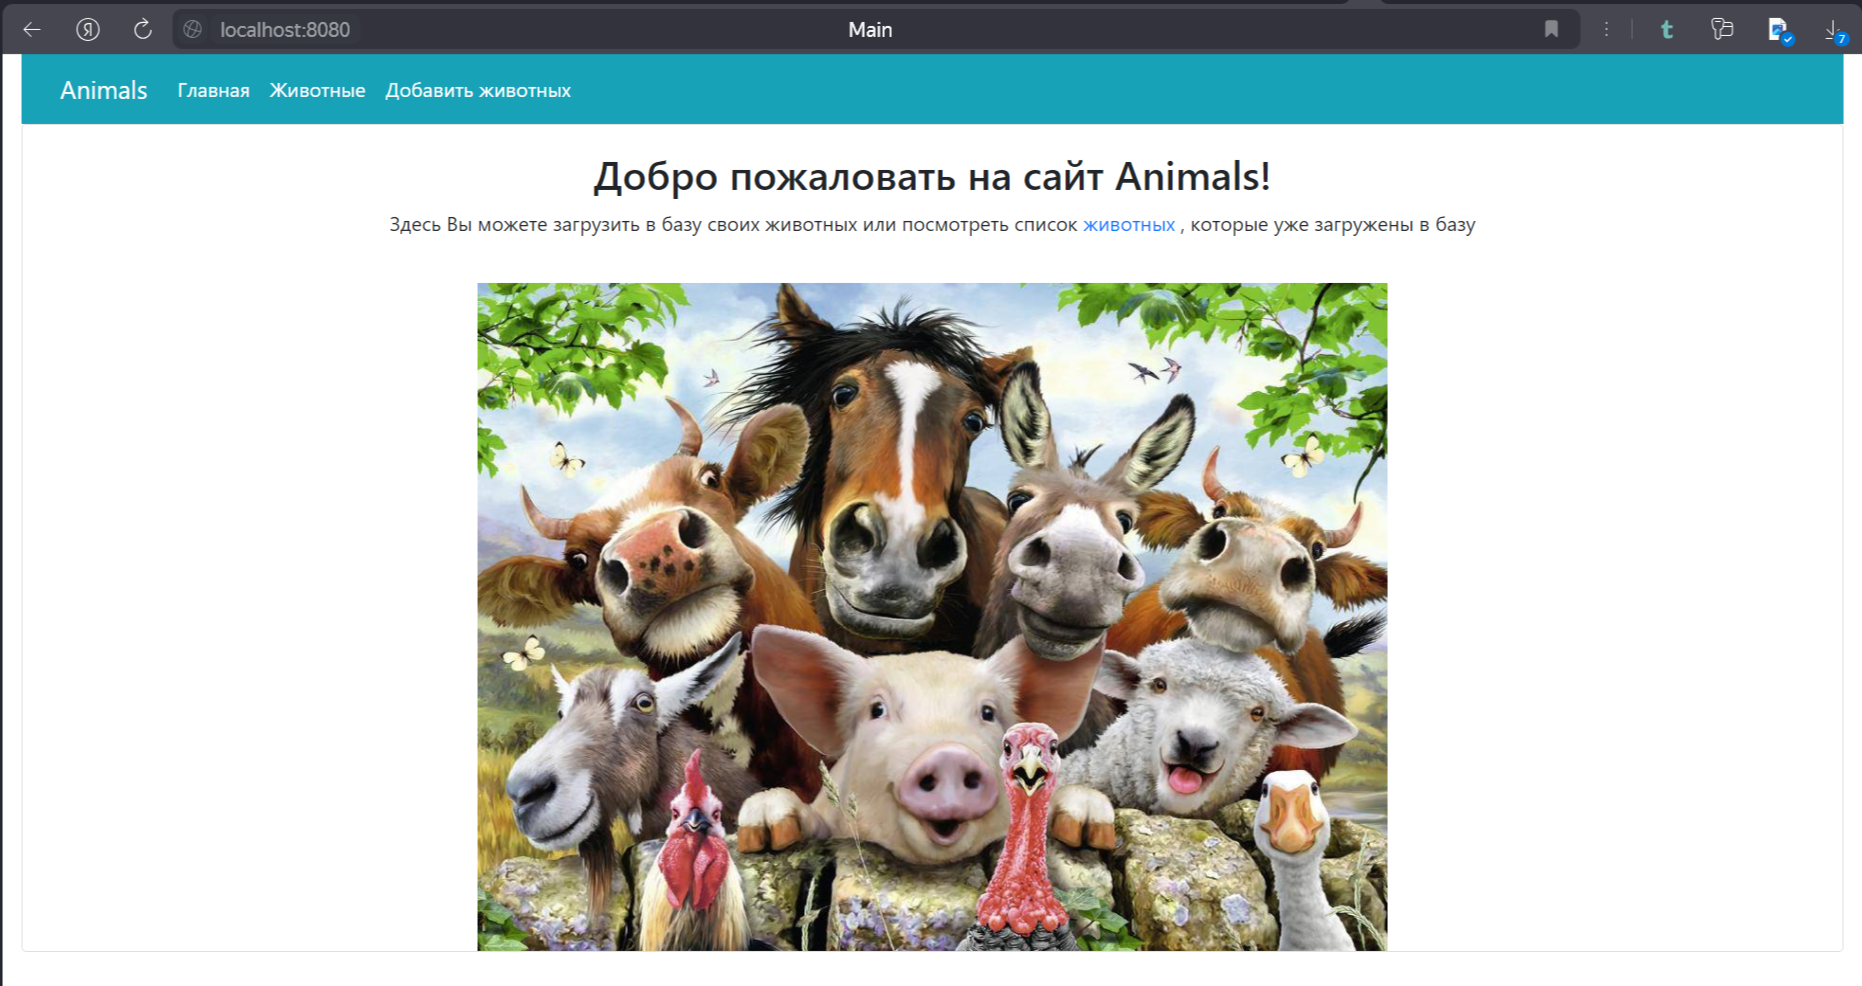 localhost:8080
Main
t
7
Animals Главная Животные Добавить животных
Добро пожаловать на сайт Animals!
Здесь Вы можете загрузить в базу своих животных или посмотреть список животных , которые уже загружены в базу